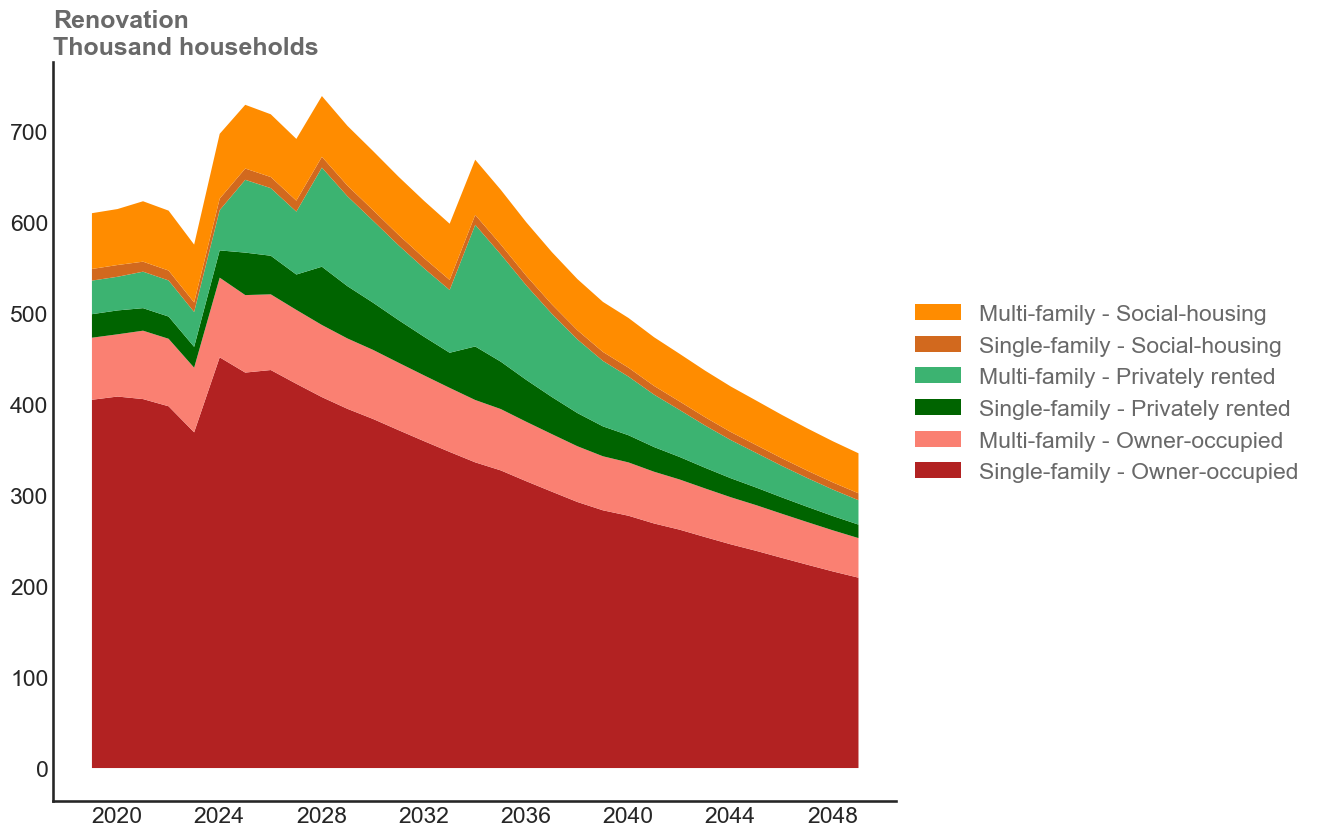 Renovation
Thousand households
700
600
500
400
300
200
100
0
2020 2024 2028 2032 2036 2040 2044 2048
Multi-family - Social-housing
Single-family - Social-housing
Multi-family - Privately rented
Single-family - Privately rented
Multi-family - Owner-occupied
Single-family - Owner-occupied